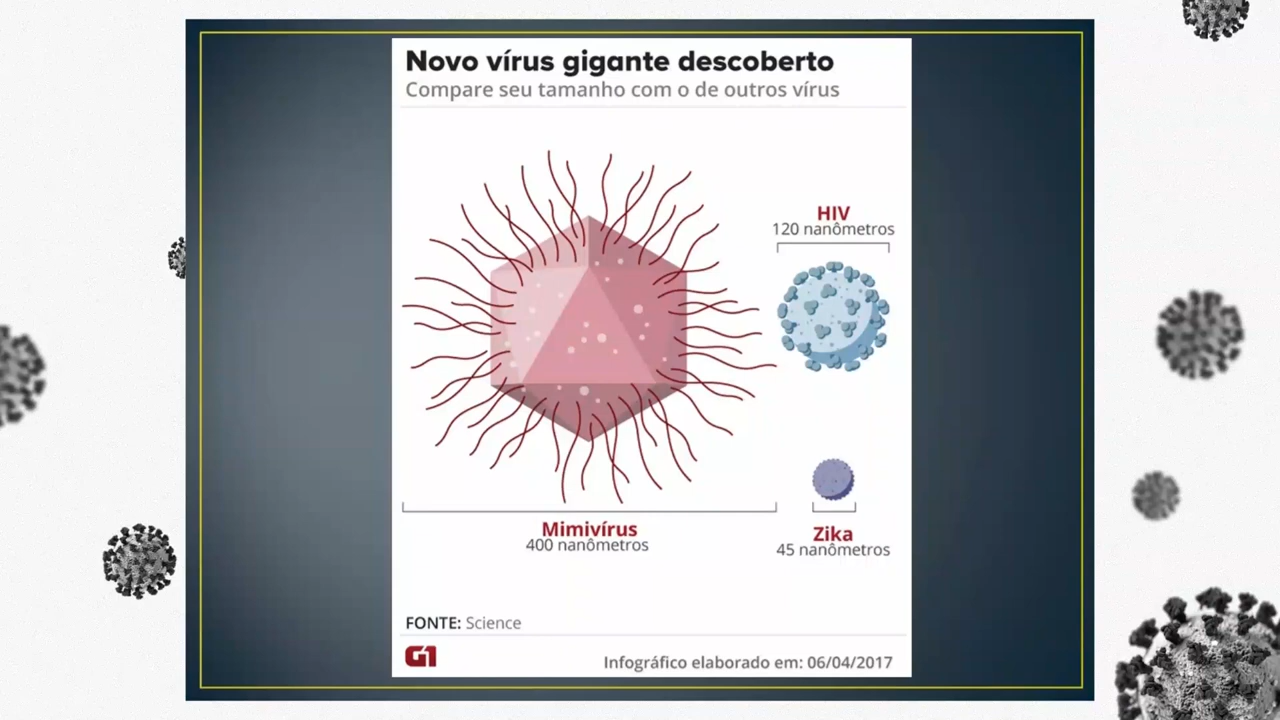 Novo vírus gigante descoberto
Compare seu tamanho com o de outros vírus
HIV
120 nanômetros
Mimivírus
400 nanômetros
Zika
45 nanômetros
FONTE: Science
G1
Infográfico elaborado em: 06/04/2017